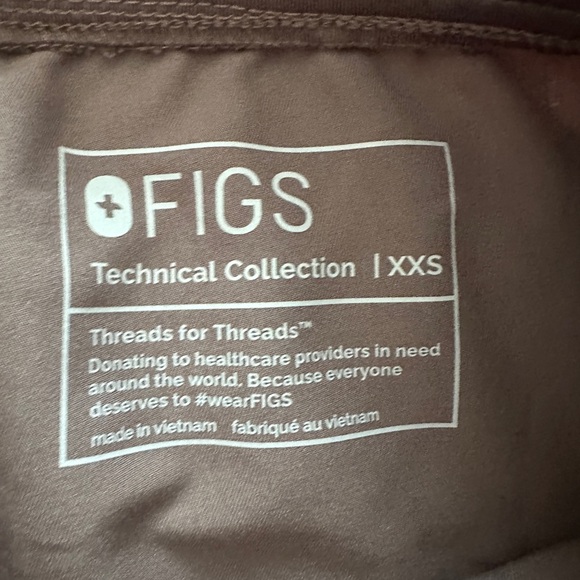 FIGS
Technical Collection | XXS
Threads for Threads™
Donating to healthcare providers in need
around the world. Because everyone
deserves to #wearFIGS
made in vietnam fabriqué au vietnam